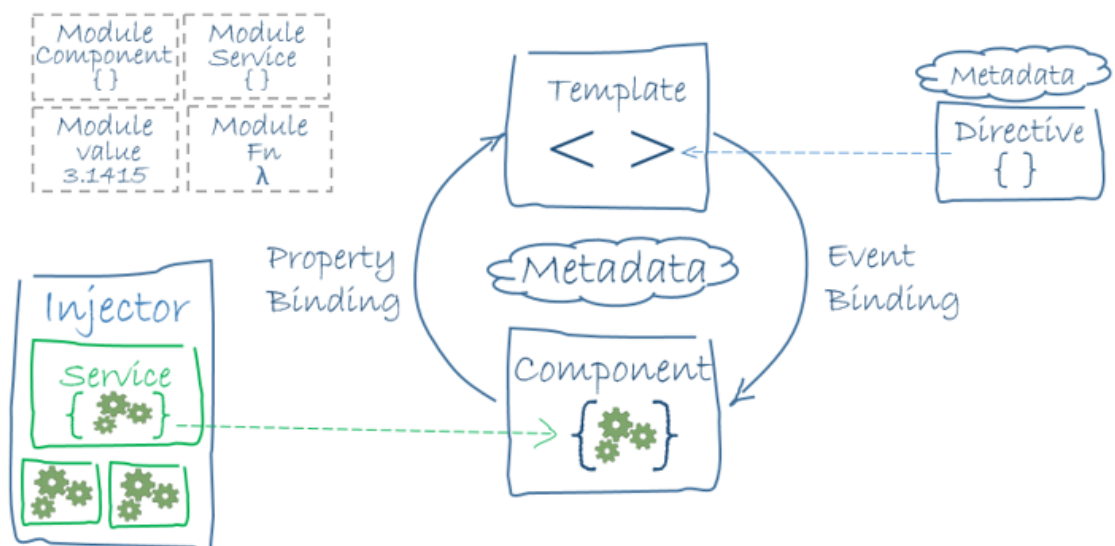 Module
Component
{ }
Module
Service
{ }
Module
value
3.1415
Module
Fn
λ
Template
< >
Metadata
Directive
{ }
Property
Binding
Metadata
Event
Binding
Injector
Service
{ }
Component
{ }